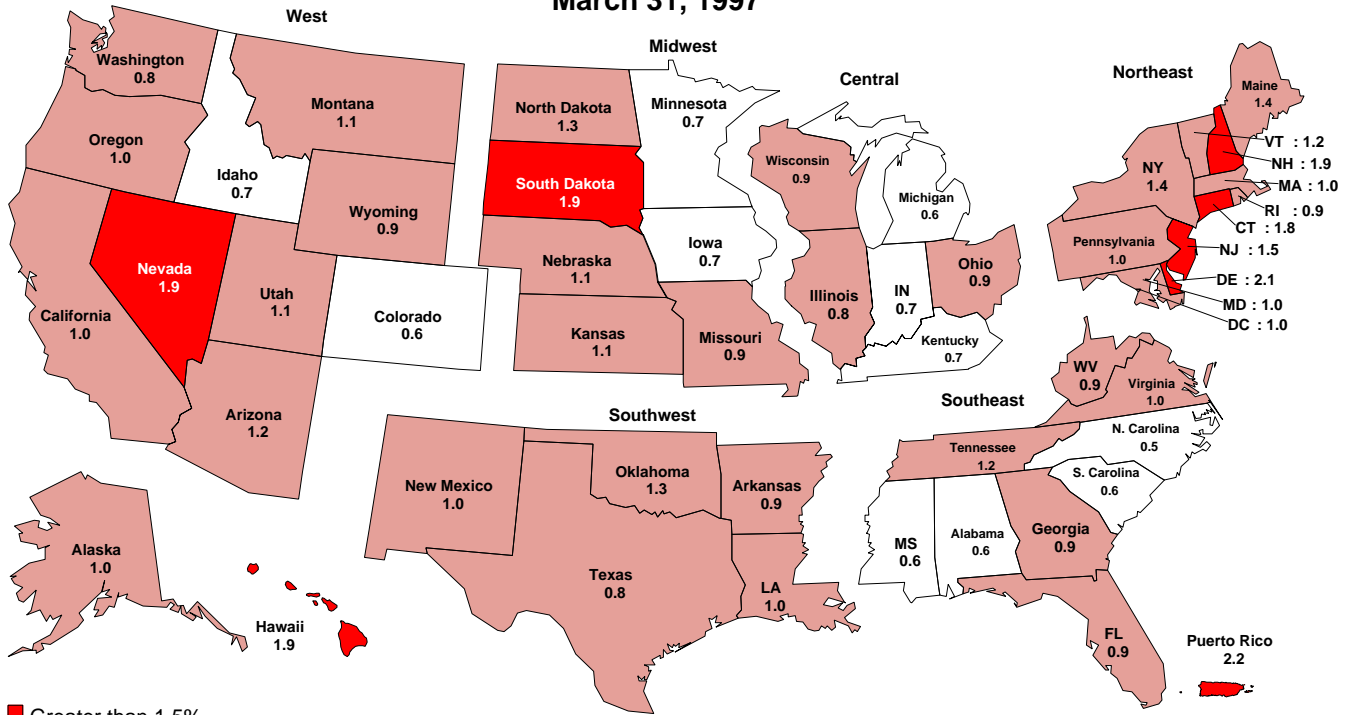 March 31, 1997
West
Washington
0.8
Montana
1.1
Oregon
1.0
Idaho
0.7
Wyoming
0.9
Nevada
1.9
Utah
1.1
Colorado
0.6
California
1.0
Arizona
1.2
Alaska
1.0
Hawaii
1.9
Midwest
North Dakota
1.3
Minnesota
0.7
South Dakota
1.9
Iowa
0.7
Nebraska
1.1
Kansas
1.1
Missouri
0.9
Central
Wisconsin
0.9
Michigan
0.6
Illinois
0.8
IN
0.7
Ohio
0.9
Kentucky
0.7
Northeast
Maine
1.4
VT : 1.2
NH : 1.9
MA : 1.0
RI : 0.9
CT : 1.8
NJ : 1.5
DE : 2.1
MD : 1.0
DC : 1.0
NY
1.4
Pennsylvania
1.0
Southwest
New Mexico
1.0
Oklahoma
1.3
Arkansas
0.9
Texas
0.8
LA
1.0
Southeast
WV
0.9
Virginia
1.0
Tennessee
1.2
N. Carolina
0.5
S. Carolina
0.6
MS
0.6
Alabama
0.6
Georgia
0.9
FL
0.9
Puerto Rico
2.2
Greater than 1.5%